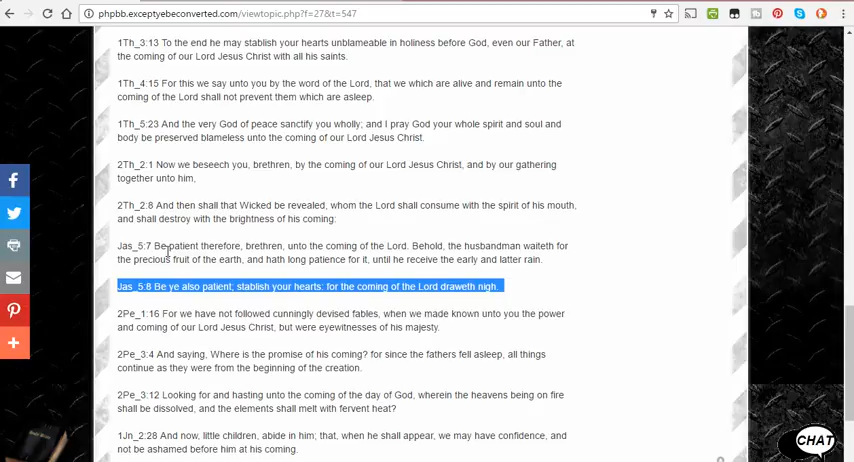 phpbb.exceptyebeconverted.com/viewtopic.php?f=27&t=547
1Th_3:13 To the end he may stablish your hearts unblameable in holiness before God, even our Father, at
the coming of our Lord Jesus Christ with all his saints.
1Th_4:15 For this we say unto you by the word of the Lord, that we which are alive and remain unto the
coming of the Lord shall not prevent them which are asleep.
1Th_5:23 And the very God of peace sanctify you wholly; and I pray God your whole spirit and soul and
body be preserved blameless unto the coming of our Lord Jesus Christ.
2Th_2:1 Now we beseech you, brethren, by the coming of our Lord Jesus Christ, and by our gathering
together unto him,
2Th_2:8 And then shall that Wicked be revealed, whom the Lord shall consume with the spirit of his mouth,
and shall destroy with the brightness of his coming:
Jas_5:7 Be patient therefore, brethren, unto the coming of the Lord. Behold, the husbandman waiteth for
the precious fruit of the earth, and hath long patience for it, until he receive the early and latter rain.
Jas_5:8 Be ye also patient; stablish your hearts: for the coming of the Lord draweth nigh.
2Pe_1:16 For we have not followed cunningly devised fables, when we made known unto you the power
and coming of our Lord Jesus Christ, but were eyewitnesses of his majesty.
2Pe_3:4 And saying, Where is the promise of his coming? for since the fathers fell asleep, all things
continue as they were from the beginning of the creation.
2Pe_3:12 Looking for and hasting unto the coming of the day of God, wherein the heavens being on fire
shall be dissolved, and the elements shall melt with fervent heat?
1Jn_2:28 And now, little children, abide in him; that, when he shall appear, we may have confidence, and
not be ashamed before him at his coming.
CHAT